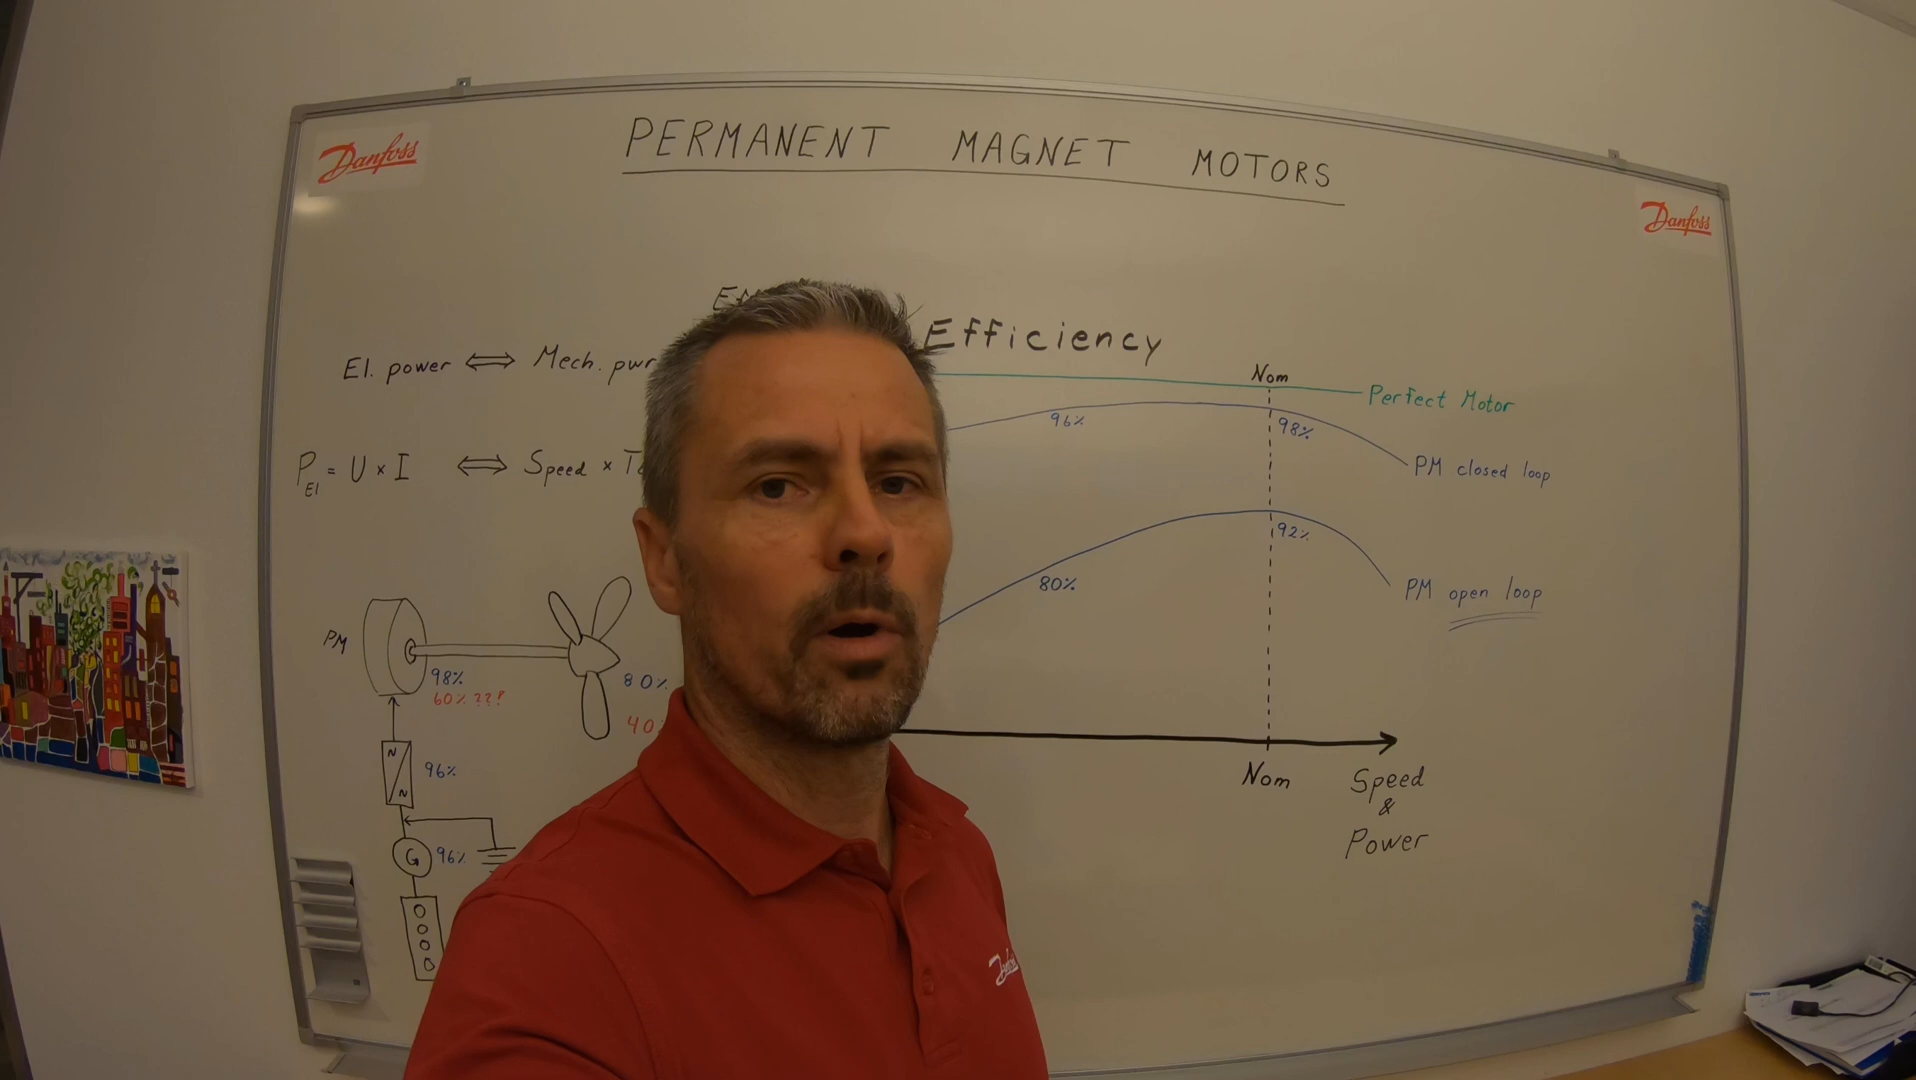 PERMANENT MAGNET MOTORS
Danfoss
Danfoss
Efficiency
El. power ⇔ Mech. pwr
P El = U × I ⇔ Speed ×
PM
98%
60% ???
80%
40
N
N
96%
G
96%
Nom
Perfect Motor
96%
98%
PM closed loop
92%
80%
PM open loop
Nom
Speed
&
Power